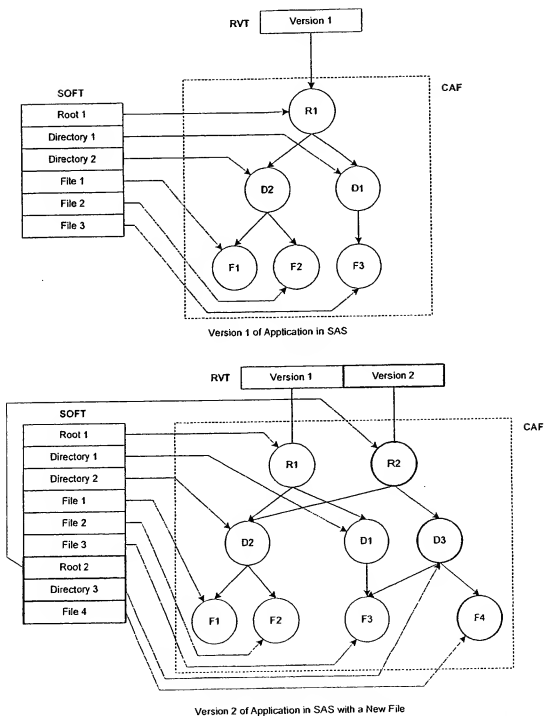 RVT Version 1
CAF
SOFT
Root 1
Directory 1
Directory 2
File 1
File 2
File 3
R1
D2 D1
F1 F2 F3
Version 1 of Application in SAS
RVT Version 1 Version 2
CAF
SOFT
Root 1
Directory 1
Directory 2
File 1
File 2
File 3
Root 2
Directory 3
File 4
R1 R2
D2 D1 D3
F1 F2 F3 F4
Version 2 of Application in SAS with a New File